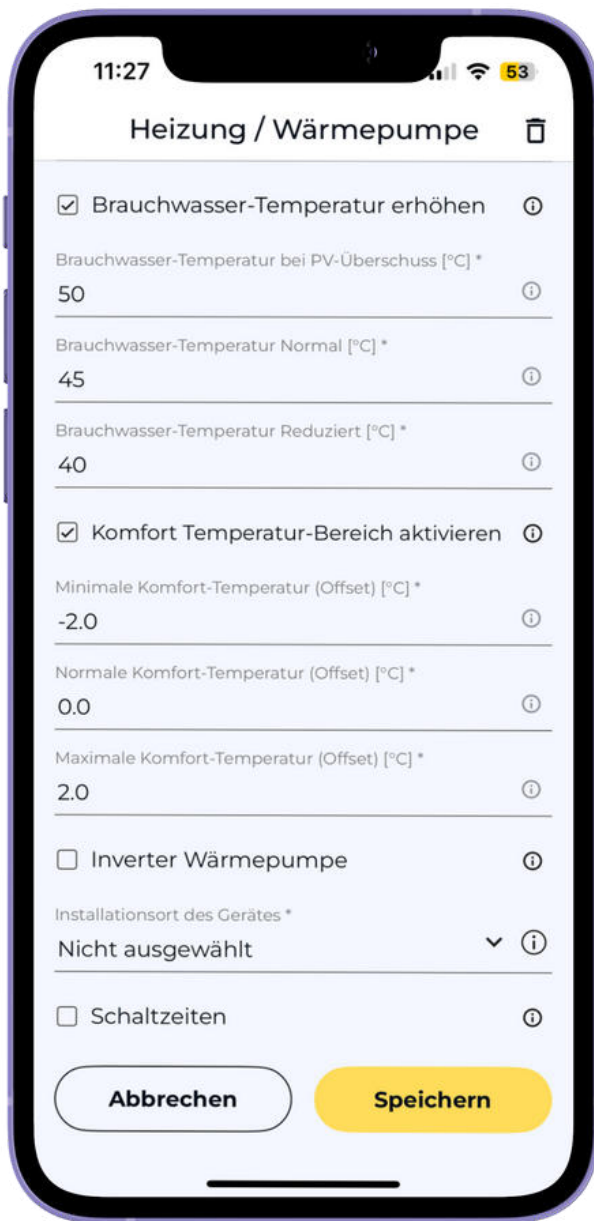 11:27
53
Heizung / Wärmepumpe
Brauchwasser-Temperatur erhöhen
Brauchwasser-Temperatur bei PV-Überschuss [°C] *
50
Brauchwasser-Temperatur Normal [°C] *
45
Brauchwasser-Temperatur Reduziert [°C] *
40
Komfort Temperatur-Bereich aktivieren
Minimale Komfort-Temperatur (Offset) [°C] *
-2.0
Normale Komfort-Temperatur (Offset) [°C] *
0.0
Maximale Komfort-Temperatur (Offset) [°C] *
2.0
Inverter Wärmepumpe
Installationsort des Gerätes *
Nicht ausgewählt
Schaltzeiten
Abbrechen
Speichern